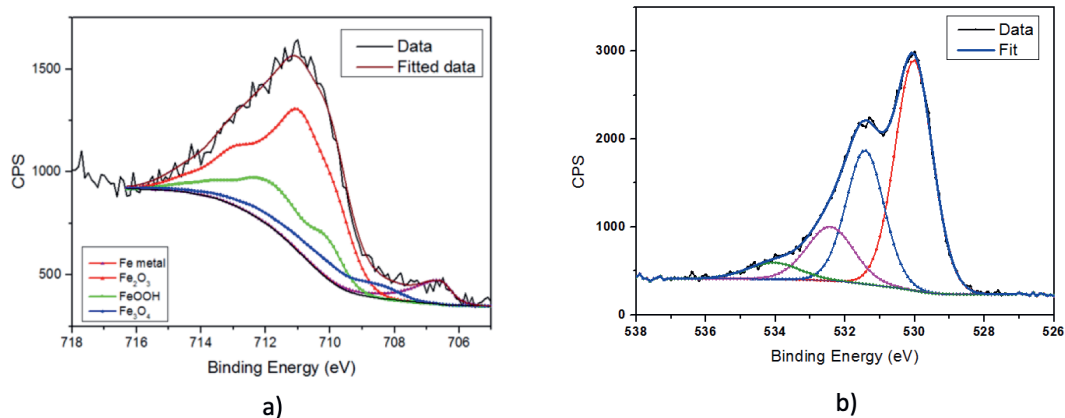 Data
Fitted data
1500
1000
500
CPS
Fe metal
Fe₂O₃
FeOOH
Fe₃O₄
718 716 714 712 710 708 706
Binding Energy (eV)
a)
Data
Fit
3000
2000
1000
0
CPS
538 536 534 532 530 528 526
Binding Energy (eV)
b)